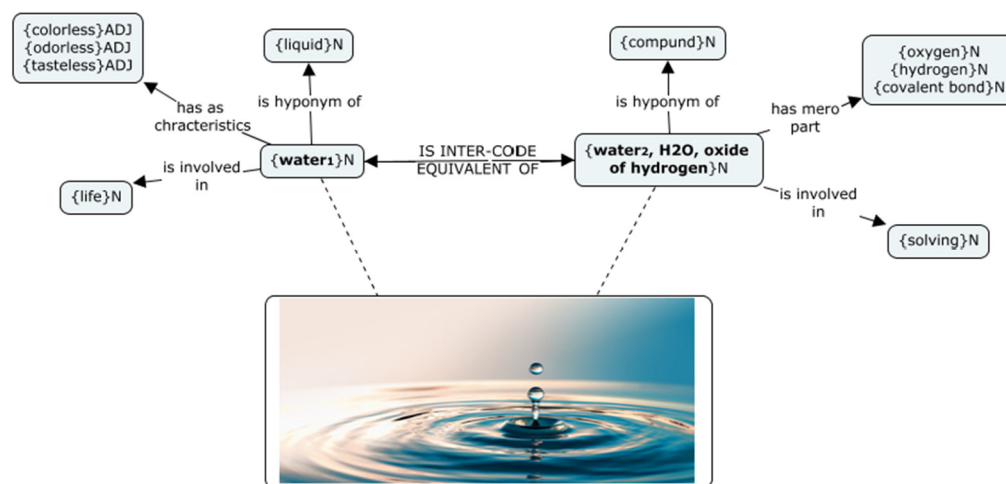 {colorless}ADJ
{odorless}ADJ
{tasteless}ADJ
{liquid}N
{compund}N
{oxygen}N
{hydrogen}N
{covalent bond}N
has as
chracteristics
is hyponym of
is hyponym of
has mero
part
{water1}N
IS INTER-CODE
EQUIVALENT OF
{water2, H2O, oxide
of hydrogen}N
is involved
in
{life}N
is involved
in
{solving}N